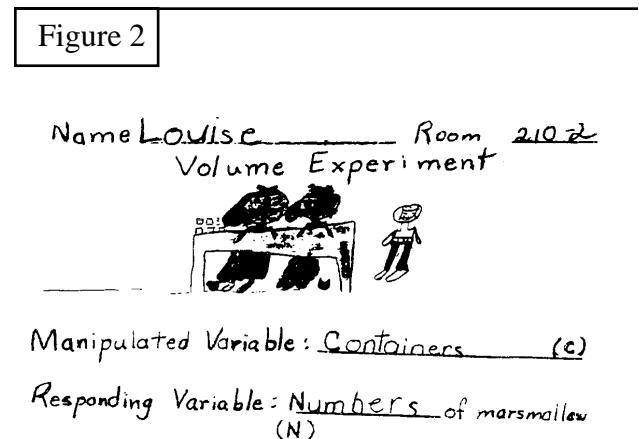 Figure 2
Name Louise Room 210-2
Volume Experiment
Manipulated Variable: Containers (C)
Responding Variable: Numbers of marsmallow
(N)